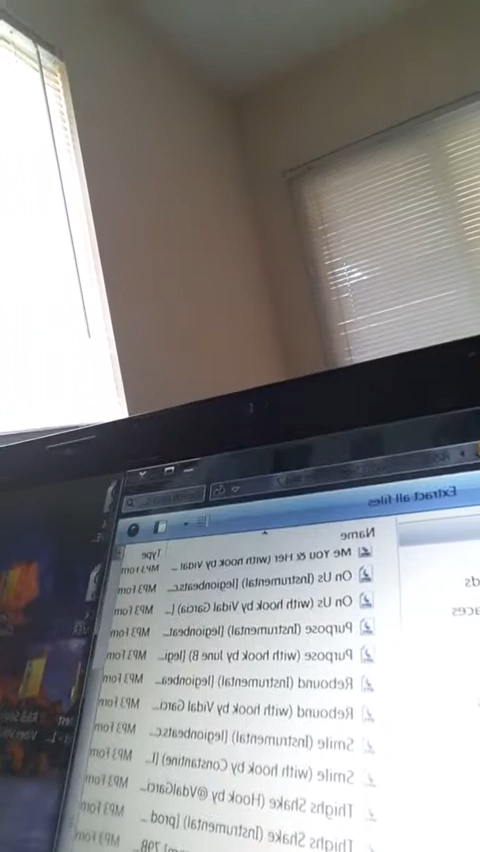 Extract all files
Name
Type
Me You & Her (with hook by Vidal ... MP3 Form
On Us (Instrumental) [legionbeatsc... MP3 Form
On Us (with hook by Vidal Garcia) [... MP3 Form
Purpose (Instrumental) [legionbeat... MP3 Form
Purpose (with hook by June B) [legi... MP3 Form
Rebound (Instrumental) [legionbea... MP3 Form
Rebound (with hook by Vidal Garci... MP3 Form
Smile (Instrumental) [legionbeatsc... MP3 Form
Smile (with hook by Constantine) [l... MP3 Form
Thighs Shake (Hook by @VdalGarci... MP3 Form
Thighs Shake (Instrumental) [prod ... MP3 Form